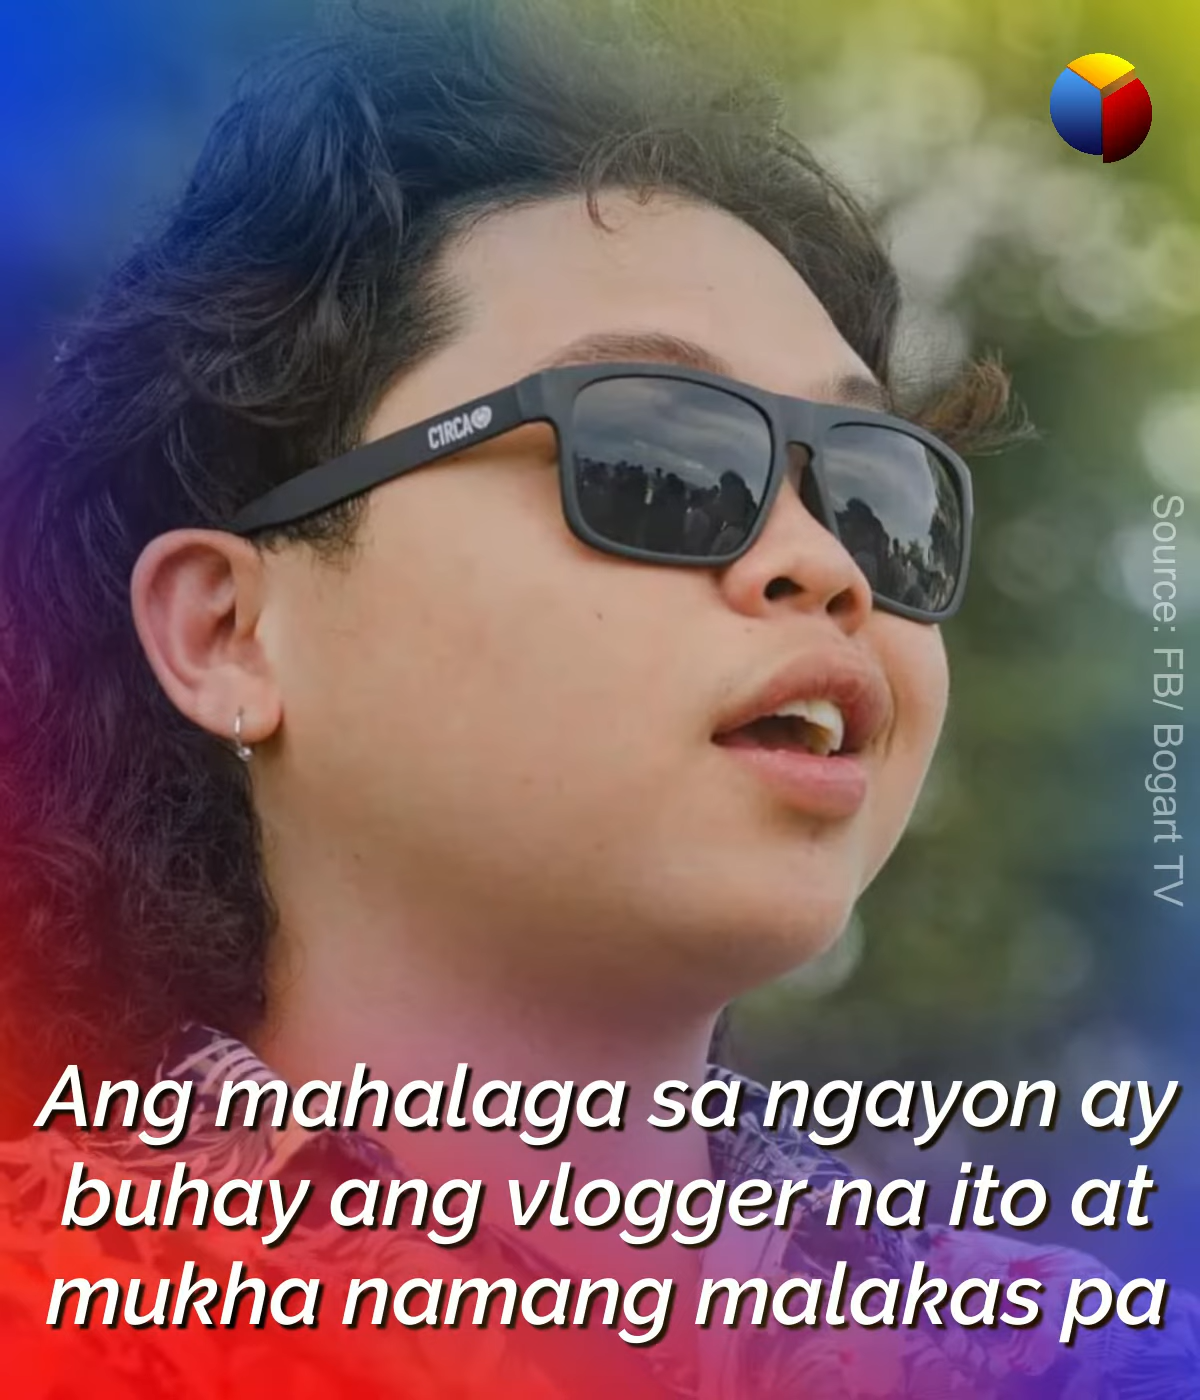 C1RCA
Source: FB/ Bogart TV
Ang mahalaga sa ngayon ay
buhay ang vlogger na ito at
mukha namang malakas pa